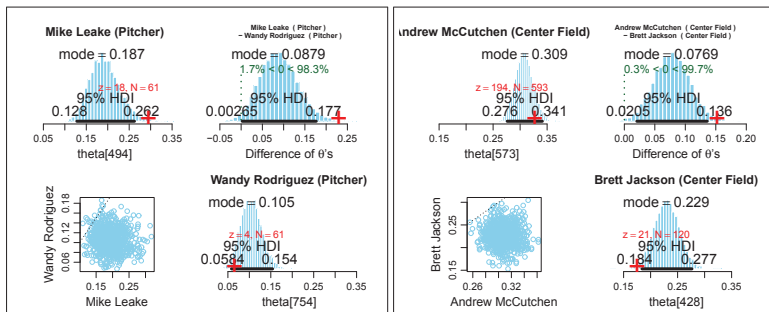 Mike Leake (Pitcher)
mode = 0.187
z = 18, N = 61
95% HDI
0.128 0.262
0.05 0.15 0.25 0.35
theta[494]
Mike Leake ( Pitcher )
− Wandy Rodriguez ( Pitcher )
mode = 0.0879
1.7% < 0 < 98.3%
95% HDI
0.00265 0.177
−0.05 0.05 0.15 0.25
Difference of θ's
Wandy Rodriguez
0.06 0.12 0.18
0.15 0.25
Mike Leake
Wandy Rodriguez (Pitcher)
mode = 0.105
z = 4, N = 61
95% HDI
0.0584 0.154
0.05 0.15 0.25 0.35
theta[754]
Andrew McCutchen (Center Field)
mode = 0.309
z = 194, N = 593
95% HDI
0.276 0.341
0.15 0.25 0.35
theta[573]
Andrew McCutchen ( Center Field )
− Brett Jackson ( Center Field )
mode = 0.0769
0.3% < 0 < 99.7%
95% HDI
0.0205 0.136
0.00 0.05 0.10 0.15 0.20
Difference of θ's
Brett Jackson
0.15 0.25
0.26 0.32
Andrew McCutchen
Brett Jackson (Center Field)
mode = 0.229
z = 21, N = 120
95% HDI
0.184 0.277
0.15 0.25 0.35
theta[428]